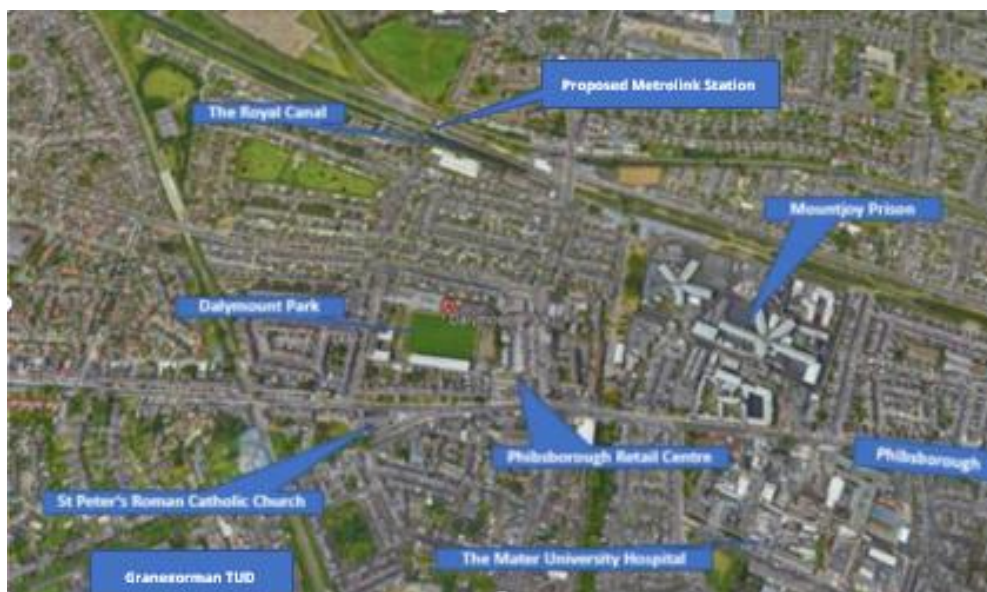 Proposed Metrolink Station
The Royal Canal
Mountjoy Prison
Dalymount Park
Phibsborough Retail Centre
Phibsborough
St Peter's Roman Catholic Church
The Mater University Hospital
Grangegorman TUD